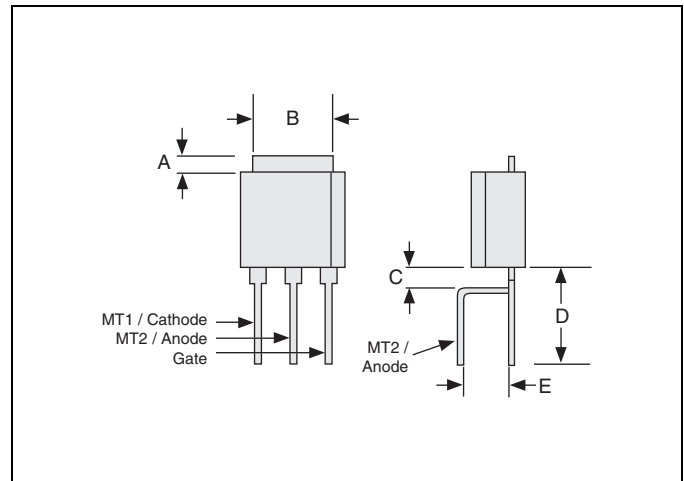 B
A
C
D
MT1 / Cathode
MT2 / Anode
Gate
MT2 /
Anode
E